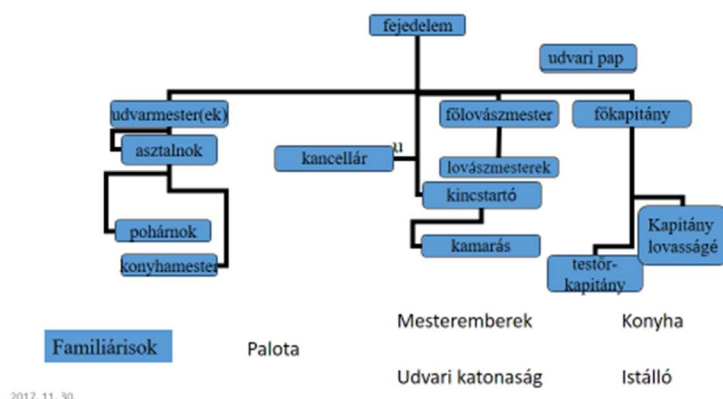 fejedelem
udvari pap
udvarmester(ek)
főlovászmester
főkapitány
asztalnok
u
kancellár
lovászmesterek
kincstartó
pohárnok
kamarás
Kapitány
lovasságé
konyhamester
testőr-
kapitány
Mesteremberek
Konyha
Familiárisok
Palota
Udvari katonaság
Istálló
2017. 11. 30.